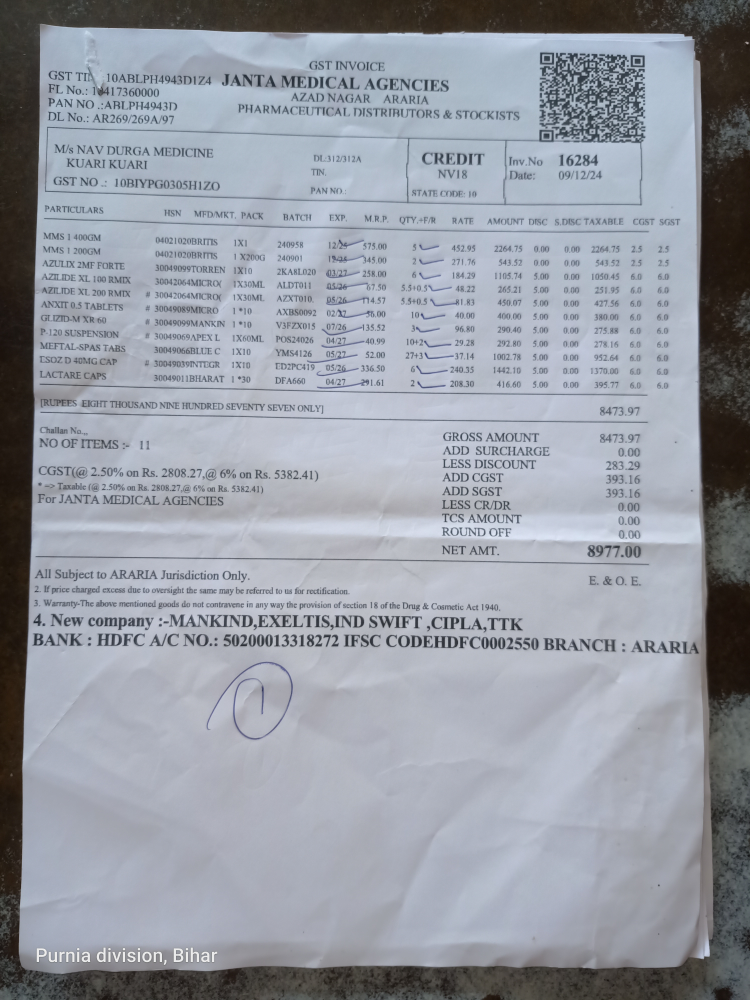 GST INVOICE
GST TI 10ABLPH4943D1Z4 JANTA MEDICAL AGENCIES
FL No.: 1 417360000 AZAD NAGAR ARARIA
PAN NO .:ABLPH4943D PHARMACEUTICAL DISTRIBUTORS & STOCKISTS
DL No.: AR269/269A/97
M/s NAV DURGA MEDICINE DL:312/312A CREDIT Inv.No 16284
KUARI KUARI TIN. NV18 Date: 09/12/24
GST NO .: 10BIYPG0305H1ZO PAN NO.: STATE CODE: 10
PARTICULARS HSN MFD/MKT. PACK BATCH EXP. M.R.P. QTY.+F/R RATE AMOUNT DISC S.DISC TAXABLE CGST SGST
MMS 1 400GM 04021020BRITIS 1X1 240958 12/25 575.00 5 452.95 2264.75 0.00 0.00 2264.75 2.5 2.5
MMS 1 200GM 04021020BRITIS 1 X200G 240901 345.00 2 271.76 543.52 0.00 0.00 543.52 2.5 2.5
AZULIX 2MF FORTE 30049099TORREN 1X10 2KA8L020 03/27 258.00 6 184.29 1105.74 5.00 0.00 1050.45 6.0 6.0
AZILIDE XL 100 RMIX # 30042064MICRO( 1X30ML ALDT011 05/26 67.50 5.5+0.5 48.22 265.21 5.00 0.00 251.95 6.0 6.0
AZILIDE XL 200 RMIX # 30042064MICRO( 1X30ML AZXT010 05/26 114.57 5.5+0.5 81.83 450.07 5.00 0.00 427.56 6.0 6.0
ANXIT 0.5 TABLETS # 30049089MICRO 1 *10 AXBS0092 02/27 56.00 10 40.00 400.00 5.00 0.00 380.00 6.0 6.0
GLIZID-M XR 60 30049099MANKIN 1 *10 V3FZX015 07/26 135.52 3 96.80 290.40 5.00 0.00 275.88 6.0 6.0
P-120 SUSPENSION # 30049069APEX L 1X60ML POS24026 04/27 40.99 10+2 29.28 292.80 5.00 0.00 278.16 6.0 6.0
MEFTAL-SPAS TABS 30049066BLUE C 1X10 YMS4126 05/27 52.00 27+3 37.14 1002.78 5.00 0.00 952.64 6.0 6.0
ESOZ D 40MG CAP # 30049039INTEGR 1X10 ED2PC419 05/26 336.50 6 240.35 1442.10 5.00 0.00 1370.00 6.0 6.0
LACTARE CAPS 30049011BHARAT 1 *30 DFA660 04/27 291.61 2 208.30 416.60 5.00 0.00 395.77 6.0 6.0
[RUPEES EIGHT THOUSAND NINE HUNDRED SEVENTY SEVEN ONLY] 8473.97
Challan No.,,
NO OF ITEMS :- 11
GROSS AMOUNT 8473.97
ADD SURCHARGE 0.00
LESS DISCOUNT 283.29
ADD CGST 393.16
ADD SGST 393.16
LESS CR/DR 0.00
TCS AMOUNT 0.00
ROUND OFF 0.00
NET AMT. 8977.00
CGST(@ 2.50% on Rs. 2808.27,@ 6% on Rs. 5382.41)
* => Taxable (@ 2.50% on Rs. 2808.27,@ 6% on Rs. 5382.41)
For JANTA MEDICAL AGENCIES
All Subject to ARARIA Jurisdiction Only. E. & O. E.
2. If price charged excess due to oversight the same may be referred to us for rectification.
3. Warranty-The above mentioned goods do not contravene in any way the provision of section 18 of the Drug & Cosmetic Act 1940.
4. New company :-MANKIND,EXELTIS,IND SWIFT ,CIPLA,TTK
BANK : HDFC A/C NO.: 50200013318272 IFSC CODEHDFC0002550 BRANCH : ARARIA
1
Purnia division, Bihar